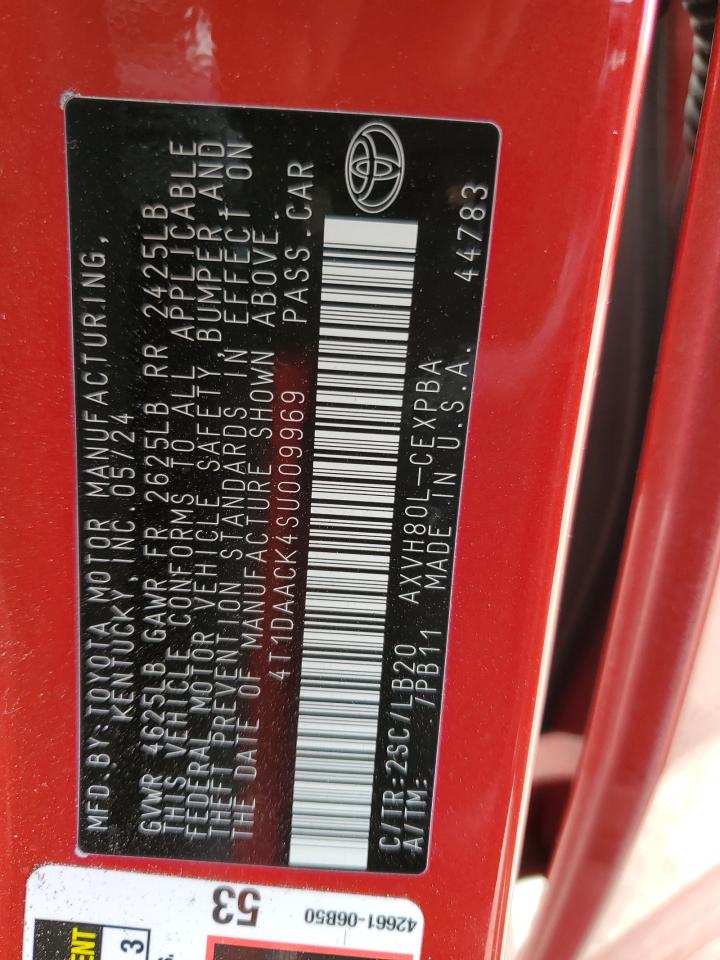 MFD.BY:TOYOTA MOTOR MANUFACTURING,
KENTUCKY, INC.05/24
GVWR 4625LB GAWR FR 2625LB RR 2425LB
THIS VEHICLE CONFORMS TO ALL APPLICABLE
FEDERAL MOTOR VEHICLE SAFETY, BUMPER AND
THEFT PREVENTION STANDARDS IN EFFECT ON
THE DATE OF MANUFACTURE SHOWN ABOVE.
4T1DAACK4SU009969 PASS.CAR
C/TR:2SC/LB20 AXVH80L-CEXPBA
A/TM: /PB11 MADE IN U.S.A. 44783
53
42661-06B50
3